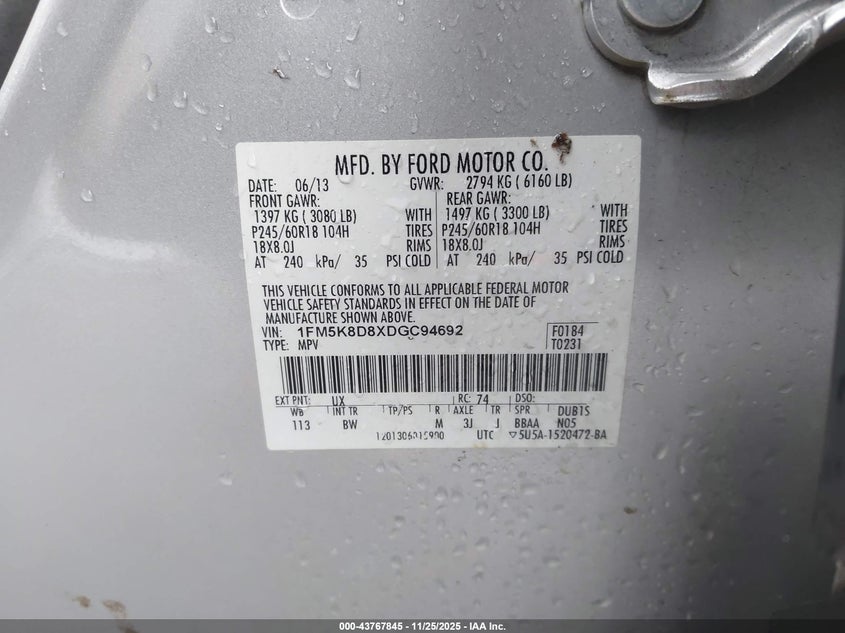 MFD. BY FORD MOTOR CO.
DATE: 06/13 GVWR: 2794 KG ( 6160 LB)
FRONT GAWR: REAR GAWR:
1397 KG ( 3080 LB) WITH 1497 KG ( 3300 LB) WITH
P245/60R18 104H TIRES P245/60R18 104H TIRES
18X8.0J RIMS 18X8.0J RIMS
AT 240 kPa/ 35 PSI COLD AT 240 kPa/ 35 PSI COLD
THIS VEHICLE CONFORMS TO ALL APPLICABLE FEDERAL MOTOR
VEHICLE SAFETY STANDARDS IN EFFECT ON THE DATE OF
MANUFACTURE SHOWN ABOVE.
VIN: 1FM5K8D8XDGC94692 F0184
TYPE: MPV T0231
EXT PNT: UX RC: 74 DSO:
WB INT TR TP/PS R AXLE TR SPR DUB1S
113 BW M 3J J BBAA N05
UTC ▽5U5A-1520472-BA
000-43767845 - 11/25/2025 - IAA Inc.